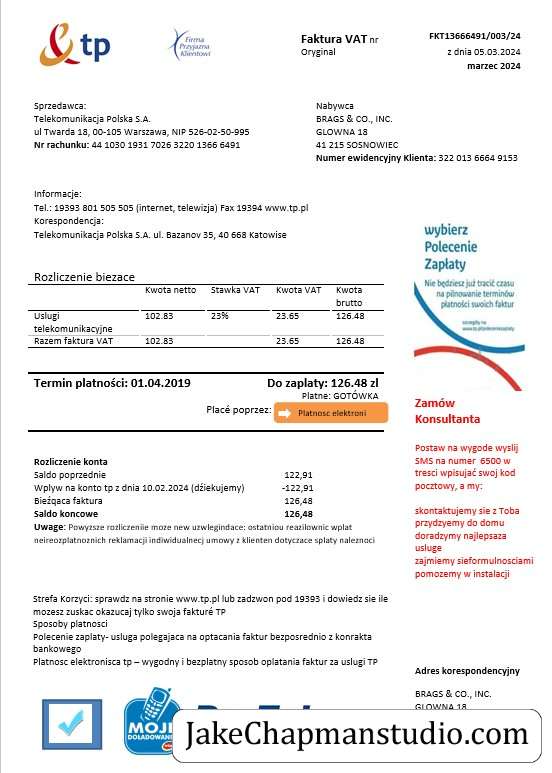 tp
Firma
Przyjazna
Klientowi
Faktura VAT nr
Oryginal
FKT13666491/003/24
z dnia 05.03.2024
marzec 2024
Sprzedawca:
Telekomunikacja Polska S.A.
ul Twarda 18, 00-105 Warszawa, NIP 526-02-50-995
Nr rachunku: 44 1030 1931 7026 3220 1366 6491
Nabywca
BRAGS & CO., INC.
GLOWNA 18
41 215 SOSNOWIEC
Numer ewidencyjny Klienta: 322 013 6664 9153
Informacje:
Tel.: 19393 801 505 505 (internet, telewizja) Fax 19394 www.tp.pl
Korespondencja:
Telekomunikacja Polska S.A. ul. Bazanov 35, 40 668 Katowise
wybierz
Polecenie
Zapłaty
Nie będziesz już tracić czasu
na pilnowanie terminów
płatności swoich faktur
szczegóły na
www.tp.pl/poleceniezaplaty
Rozliczenie biezace
Kwota netto Stawka VAT Kwota VAT Kwota
brutto
Uslugi 102.83 23% 23.65 126.48
telekomunikacyjne
Razem faktura VAT 102.83 23.65 126.48
Termin platności: 01.04.2019 Do zaplaty: 126.48 zl
Platne: GOTÓWKA
Placé poprzez: Platnosc elektroni
Zamów
Konsultanta
Postaw na wygode wyslij
SMS na number 6500 w
tresci wpisująć swoj kod
pocztowy, a my:
skontaktujemy sie z Toba
przydzyemy do domu
doradzymy najlepsza
usluge
zajmiemy sieformulnosciami
pomozemy w instalacji
Rozliczenie konta
Saldo poprzednie 122,91
Wplyw na konto tp z dnia 10.02.2024 (dźiekujemy) -122,91
Bieżąca faktura 126,48
Saldo koncowe 126,48
Uwage: Powyzsze rozliczenie moze new uzwlegindace: ostatniou reazilownic wplat
neireozplatnoznich reklamacji individualnecj umowy z klienten dotyczace splaty naleznoci
Strefa Korzyci: sprawdz na stronie www.tp.pl lub zadzwon pod 19393 i dowiedz sie ile
mozesz zuskac okazucaj tylko swoja fakturé TP
Sposoby platnosci
Polecenie zaplaty- usluga polegajaca na optacania faktur bezposrednio z konrakta
bankowego
Platnosc elektronisca tp – wygodny i bezplatny sposob oplatania faktur za uslugi TP
Adres korespondencyjny
BRAGS & CO., INC.
GLOWNA 18
MOJE
DOŁADOWANIE
JakeChapmanstudio.com